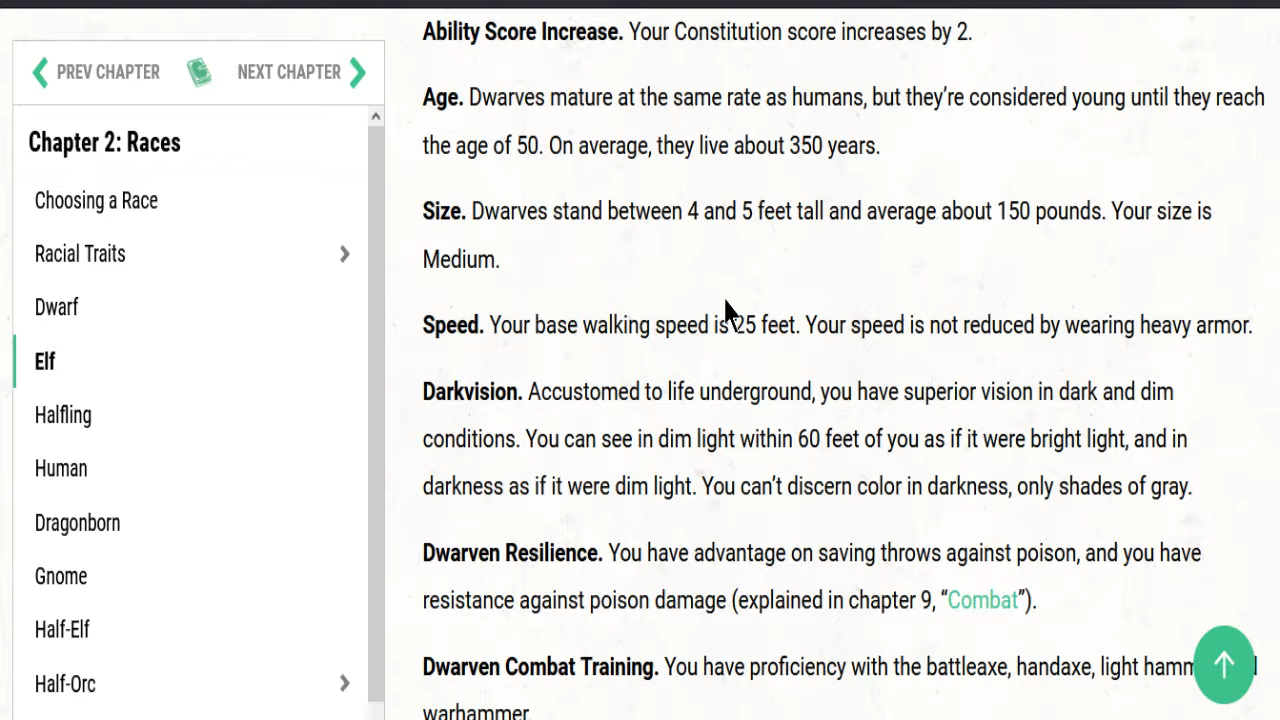 PREV CHAPTER
NEXT CHAPTER
Chapter 2: Races
Choosing a Race
Racial Traits
Dwarf
Elf
Halfling
Human
Dragonborn
Gnome
Half-Elf
Half-Orc
Ability Score Increase. Your Constitution score increases by 2.
Age. Dwarves mature at the same rate as humans, but they’re considered young until they reach
the age of 50. On average, they live about 350 years.
Size. Dwarves stand between 4 and 5 feet tall and average about 150 pounds. Your size is
Medium.
Speed. Your base walking speed is 25 feet. Your speed is not reduced by wearing heavy armor.
Darkvision. Accustomed to life underground, you have superior vision in dark and dim
conditions. You can see in dim light within 60 feet of you as if it were bright light, and in
darkness as if it were dim light. You can’t discern color in darkness, only shades of gray.
Dwarven Resilience. You have advantage on saving throws against poison, and you have
resistance against poison damage (explained in chapter 9, “Combat”).
Dwarven Combat Training. You have proficiency with the battleaxe, handaxe, light
warhammer.